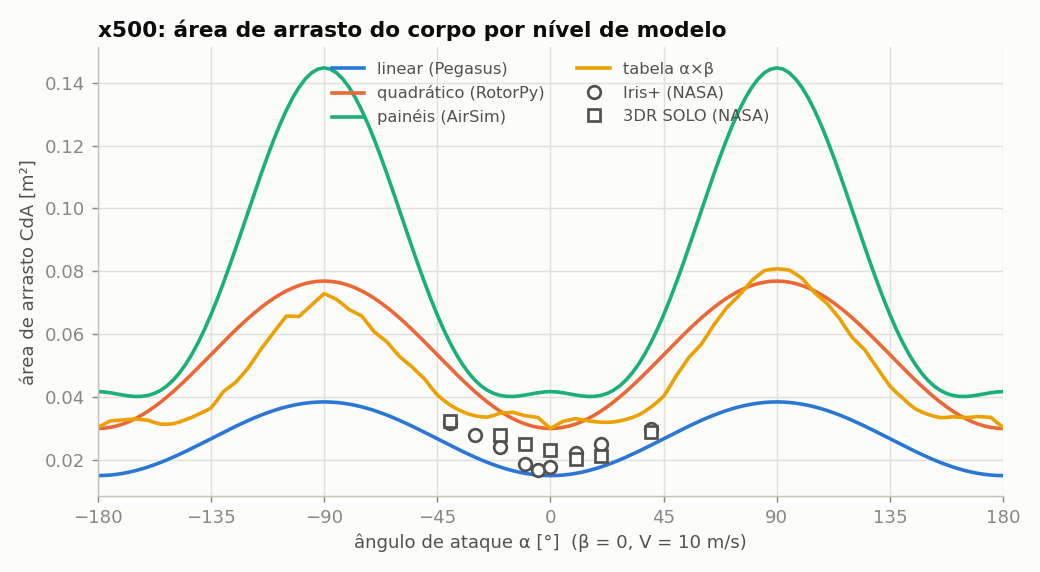 x500: área de arrasto do corpo por nível de modelo
linear (Pegasus)
quadrático (RotorPy)
painéis (AirSim)
tabela α×β
Iris+ (NASA)
3DR SOLO (NASA)
área de arrasto CdA [m²]
0.14
0.12
0.10
0.08
0.06
0.04
0.02
−180 −135 −90 −45 0 45 90 135 180
ângulo de ataque α [°]  (β = 0, V = 10 m/s)